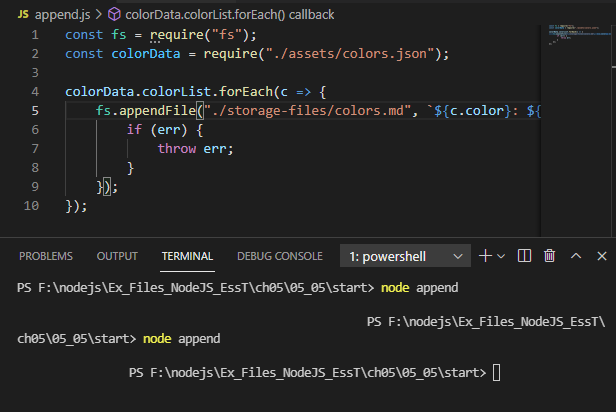 JS append.js > colorData.colorList.forEach() callback
1 const fs = require("fs");
2 const colorData = require("./assets/colors.json");
3
4 colorData.colorList.forEach(c => {
5 fs.appendFile("./storage-files/colors.md", `${c.color}: ${
6 if (err) {
7 throw err;
8 }
9 });
10 });
PROBLEMS OUTPUT TERMINAL DEBUG CONSOLE 1: powershell
PS F:\nodejs\Ex_Files_NodeJS_EssT\ch05\05_05\start> node append
PS F:\nodejs\Ex_Files_NodeJS_EssT\
ch05\05_05\start> node append
PS F:\nodejs\Ex_Files_NodeJS_EssT\ch05\05_05\start>